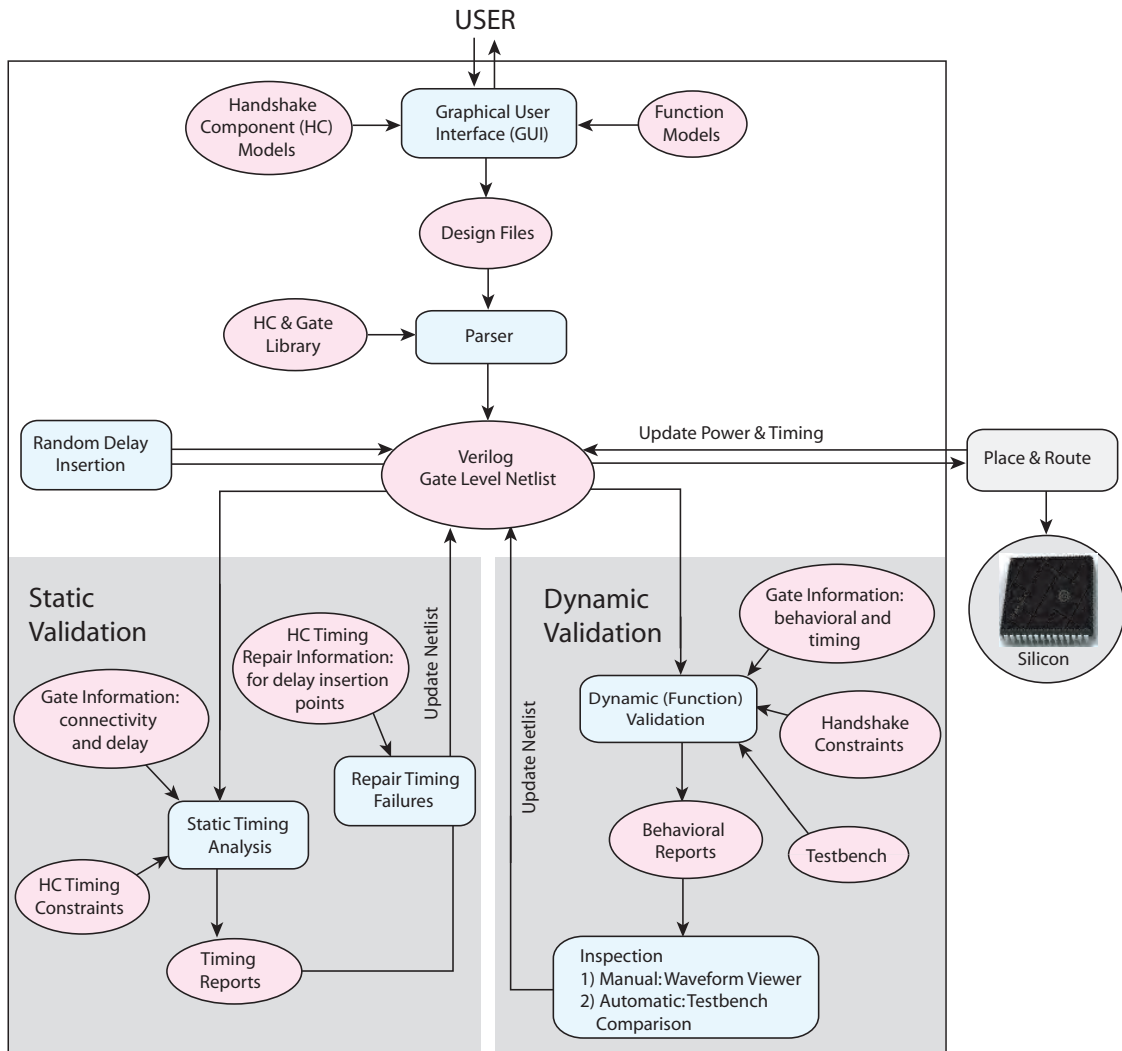 USER
Handshake
Component (HC)
Models
Graphical User
Interface (GUI)
Function
Models
Design Files
HC & Gate
Library
Parser
Random Delay
Insertion
Verilog
Gate Level Netlist
Update Power & Timing
Place & Route
Silicon
Static
Validation
HC Timing
Repair Information:
for delay insertion
points
Update Netlist
Gate Information:
connectivity
and delay
Repair Timing
Failures
Static Timing
Analysis
HC Timing
Constraints
Timing
Reports
Dynamic
Validation
Gate Information:
behavioral and
timing
Dynamic (Function)
Validation
Handshake
Constraints
Update Netlist
Behavioral
Reports
Testbench
Inspection
1) Manual: Waveform Viewer
2) Automatic: Testbench
Comparison